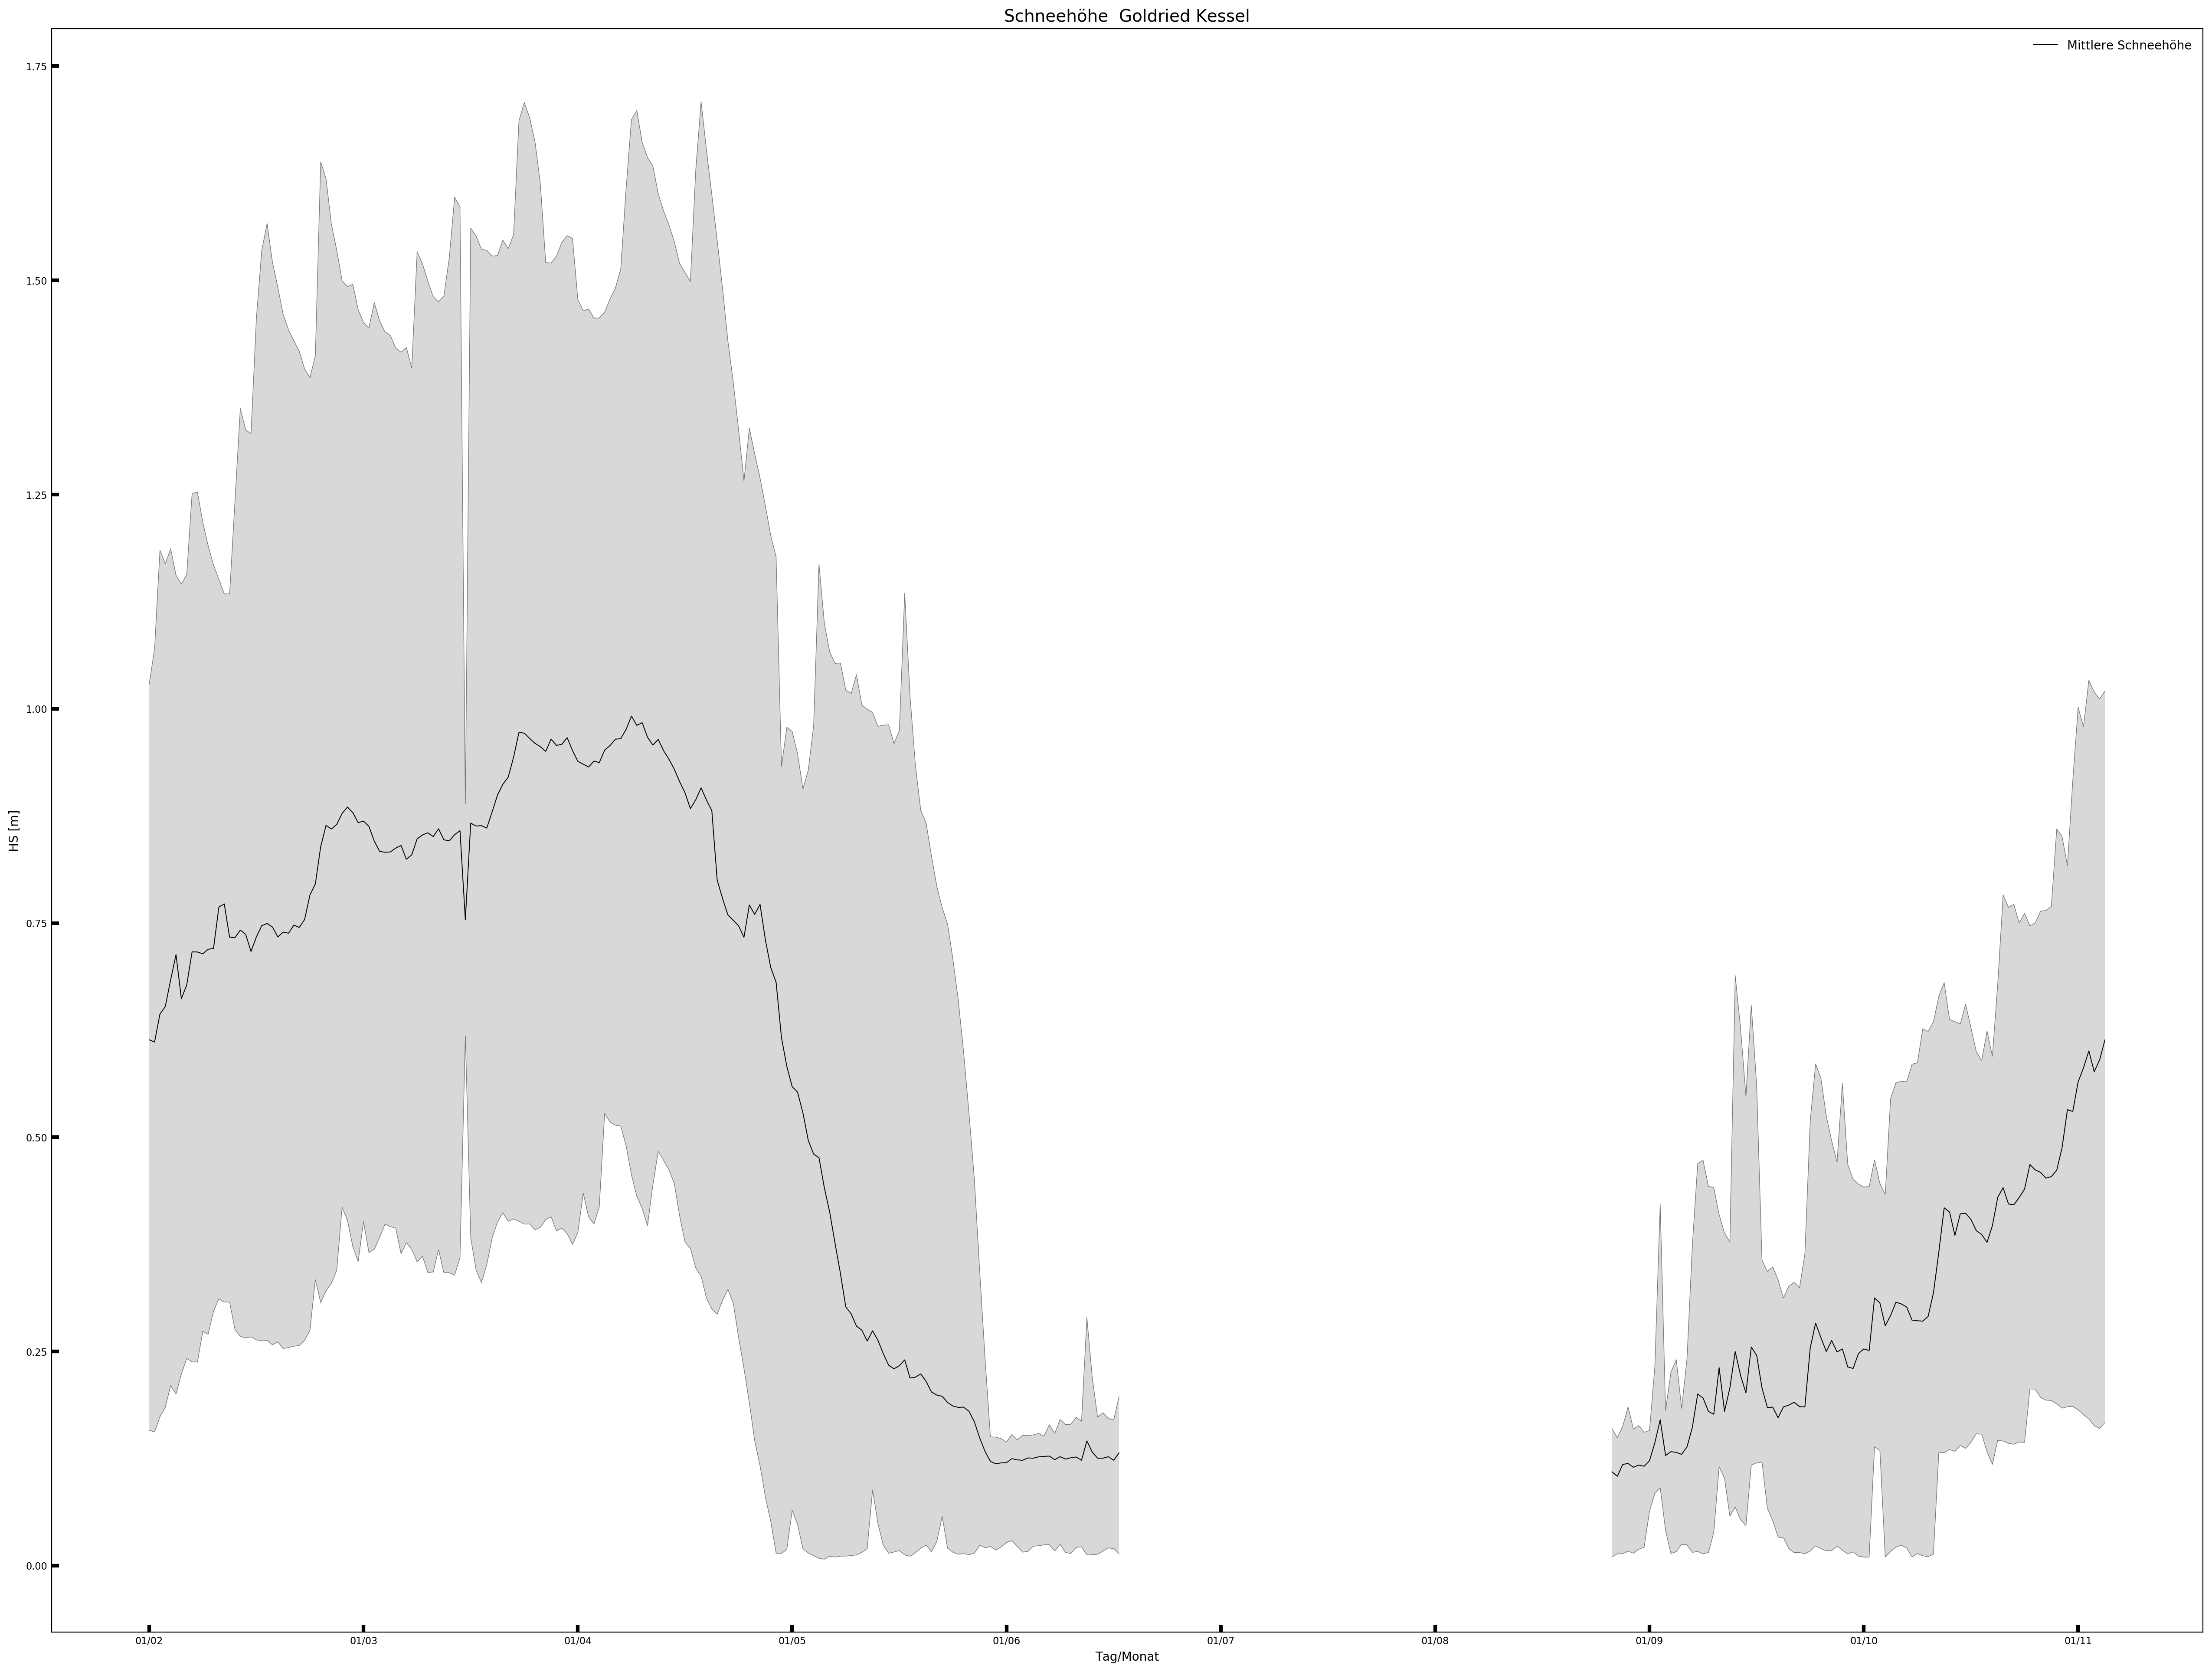 Schneehöhe  Goldried Kessel
Mittlere Schneehöhe
1.75
1.50
1.25
1.00
0.75
0.50
0.25
0.00
HS [m]
01/02 01/03 01/04 01/05 01/06 01/07 01/08 01/09 01/10 01/11
Tag/Monat